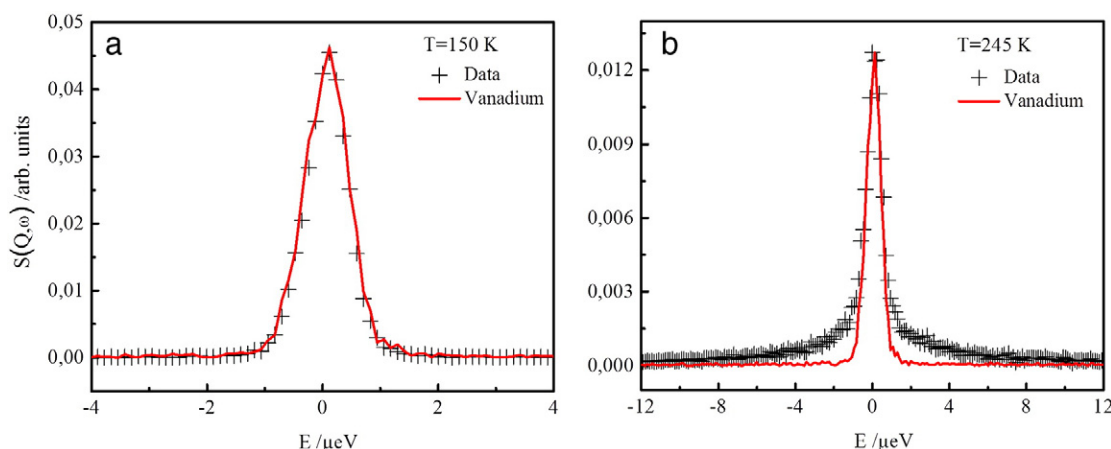 a
T=150 K
Data
Vanadium
S(Q,ω) /arb. units
0,05
0,04
0,03
0,02
0,01
0,00
-4 -2 0 2 4
E /µeV
b
T=245 K
Data
Vanadium
0,012
0,009
0,006
0,003
0,000
-12 -8 -4 0 4 8 12
E /µeV